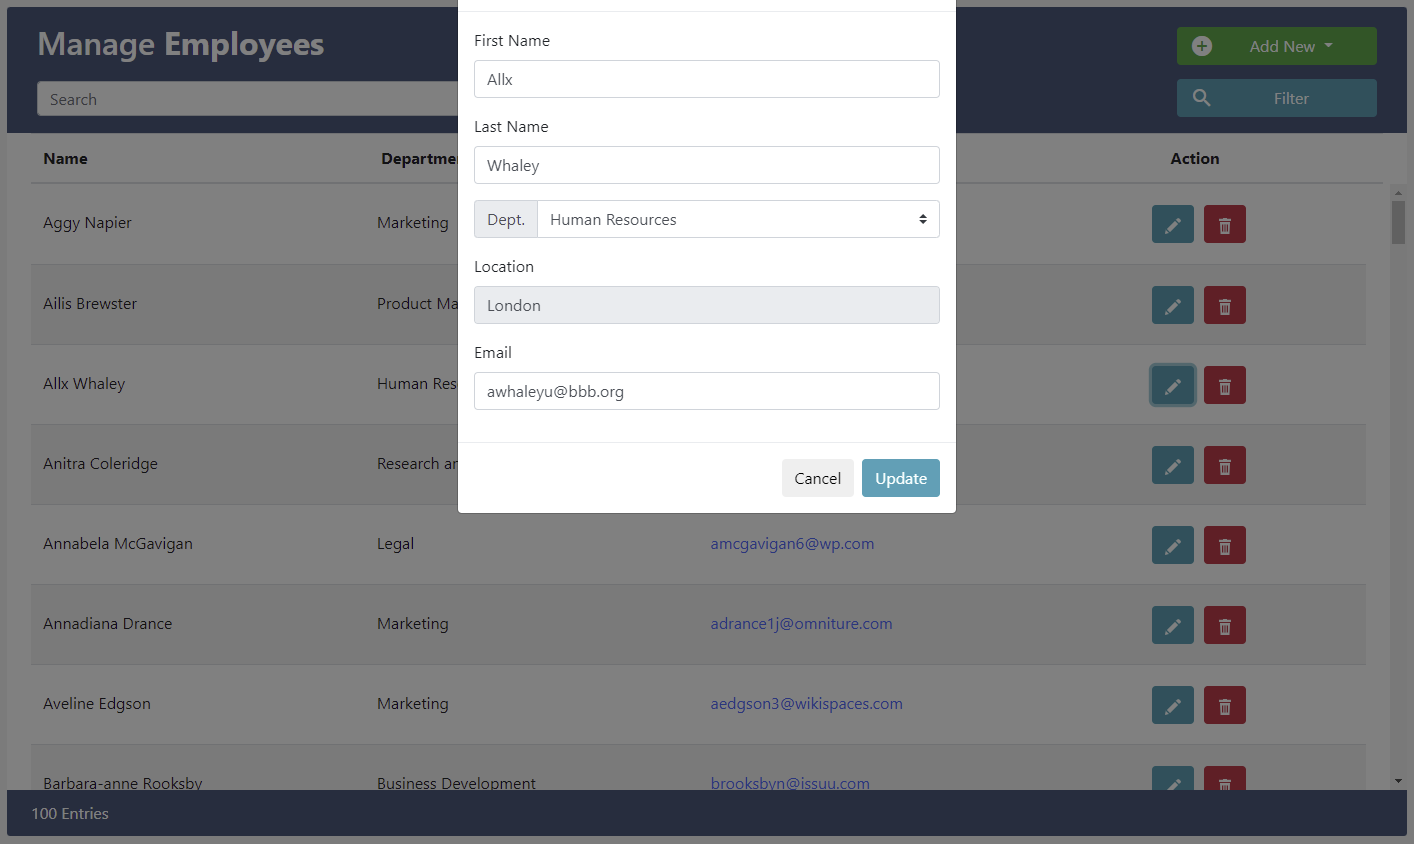 Manage Employees
Add New
Search
Filter
Name
Departme
Action
Aggy Napier
Marketing
Ailis Brewster
Product Ma
Allx Whaley
Human Res
Anitra Coleridge
Research an
Annabela McGavigan
Legal
amcgavigan6@wp.com
Annadiana Drance
Marketing
adrance1j@omniture.com
Aveline Edgson
Marketing
aedgson3@wikispaces.com
Barbara-anne Rooksby
Business Development
brooksbyn@issuu.com
100 Entries
First Name
Allx
Last Name
Whaley
Dept.
Human Resources
Location
London
Email
awhaleyu@bbb.org
Cancel
Update